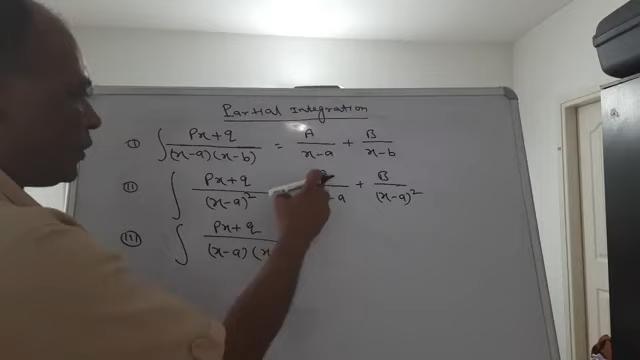 Partial Integration
(I) ∫ Px+q / (x-a)(x-b) = A / x-a + B / x-b
(II) ∫ Px+q / (x-a)² -a + B / (x-a)²
(III) ∫ Px+q / (x-a)(x